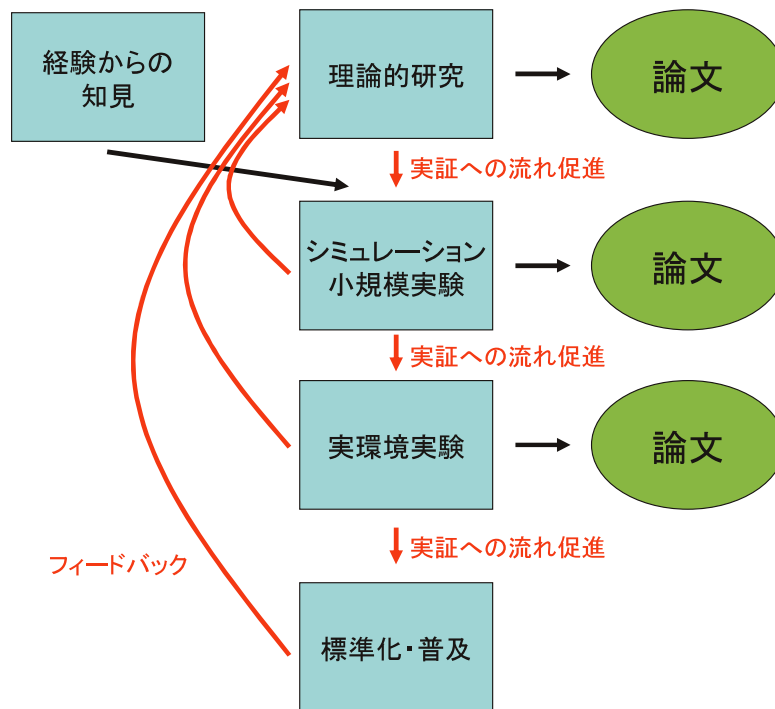 経験からの
知見
理論的研究
論文
実証への流れ促進
シミュレーション
小規模実験
論文
実証への流れ促進
実環境実験
論文
実証への流れ促進
フィードバック
標準化・普及